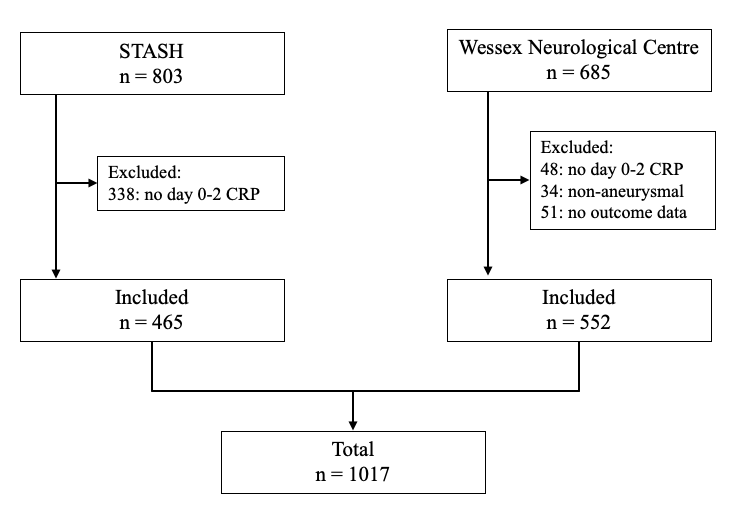 STASH
n = 803
Wessex Neurological Centre
n = 685
Excluded:
338: no day 0-2 CRP
Excluded:
48: no day 0-2 CRP
34: non-aneurysmal
51: no outcome data
Included
n = 465
Included
n = 552
Total
n = 1017